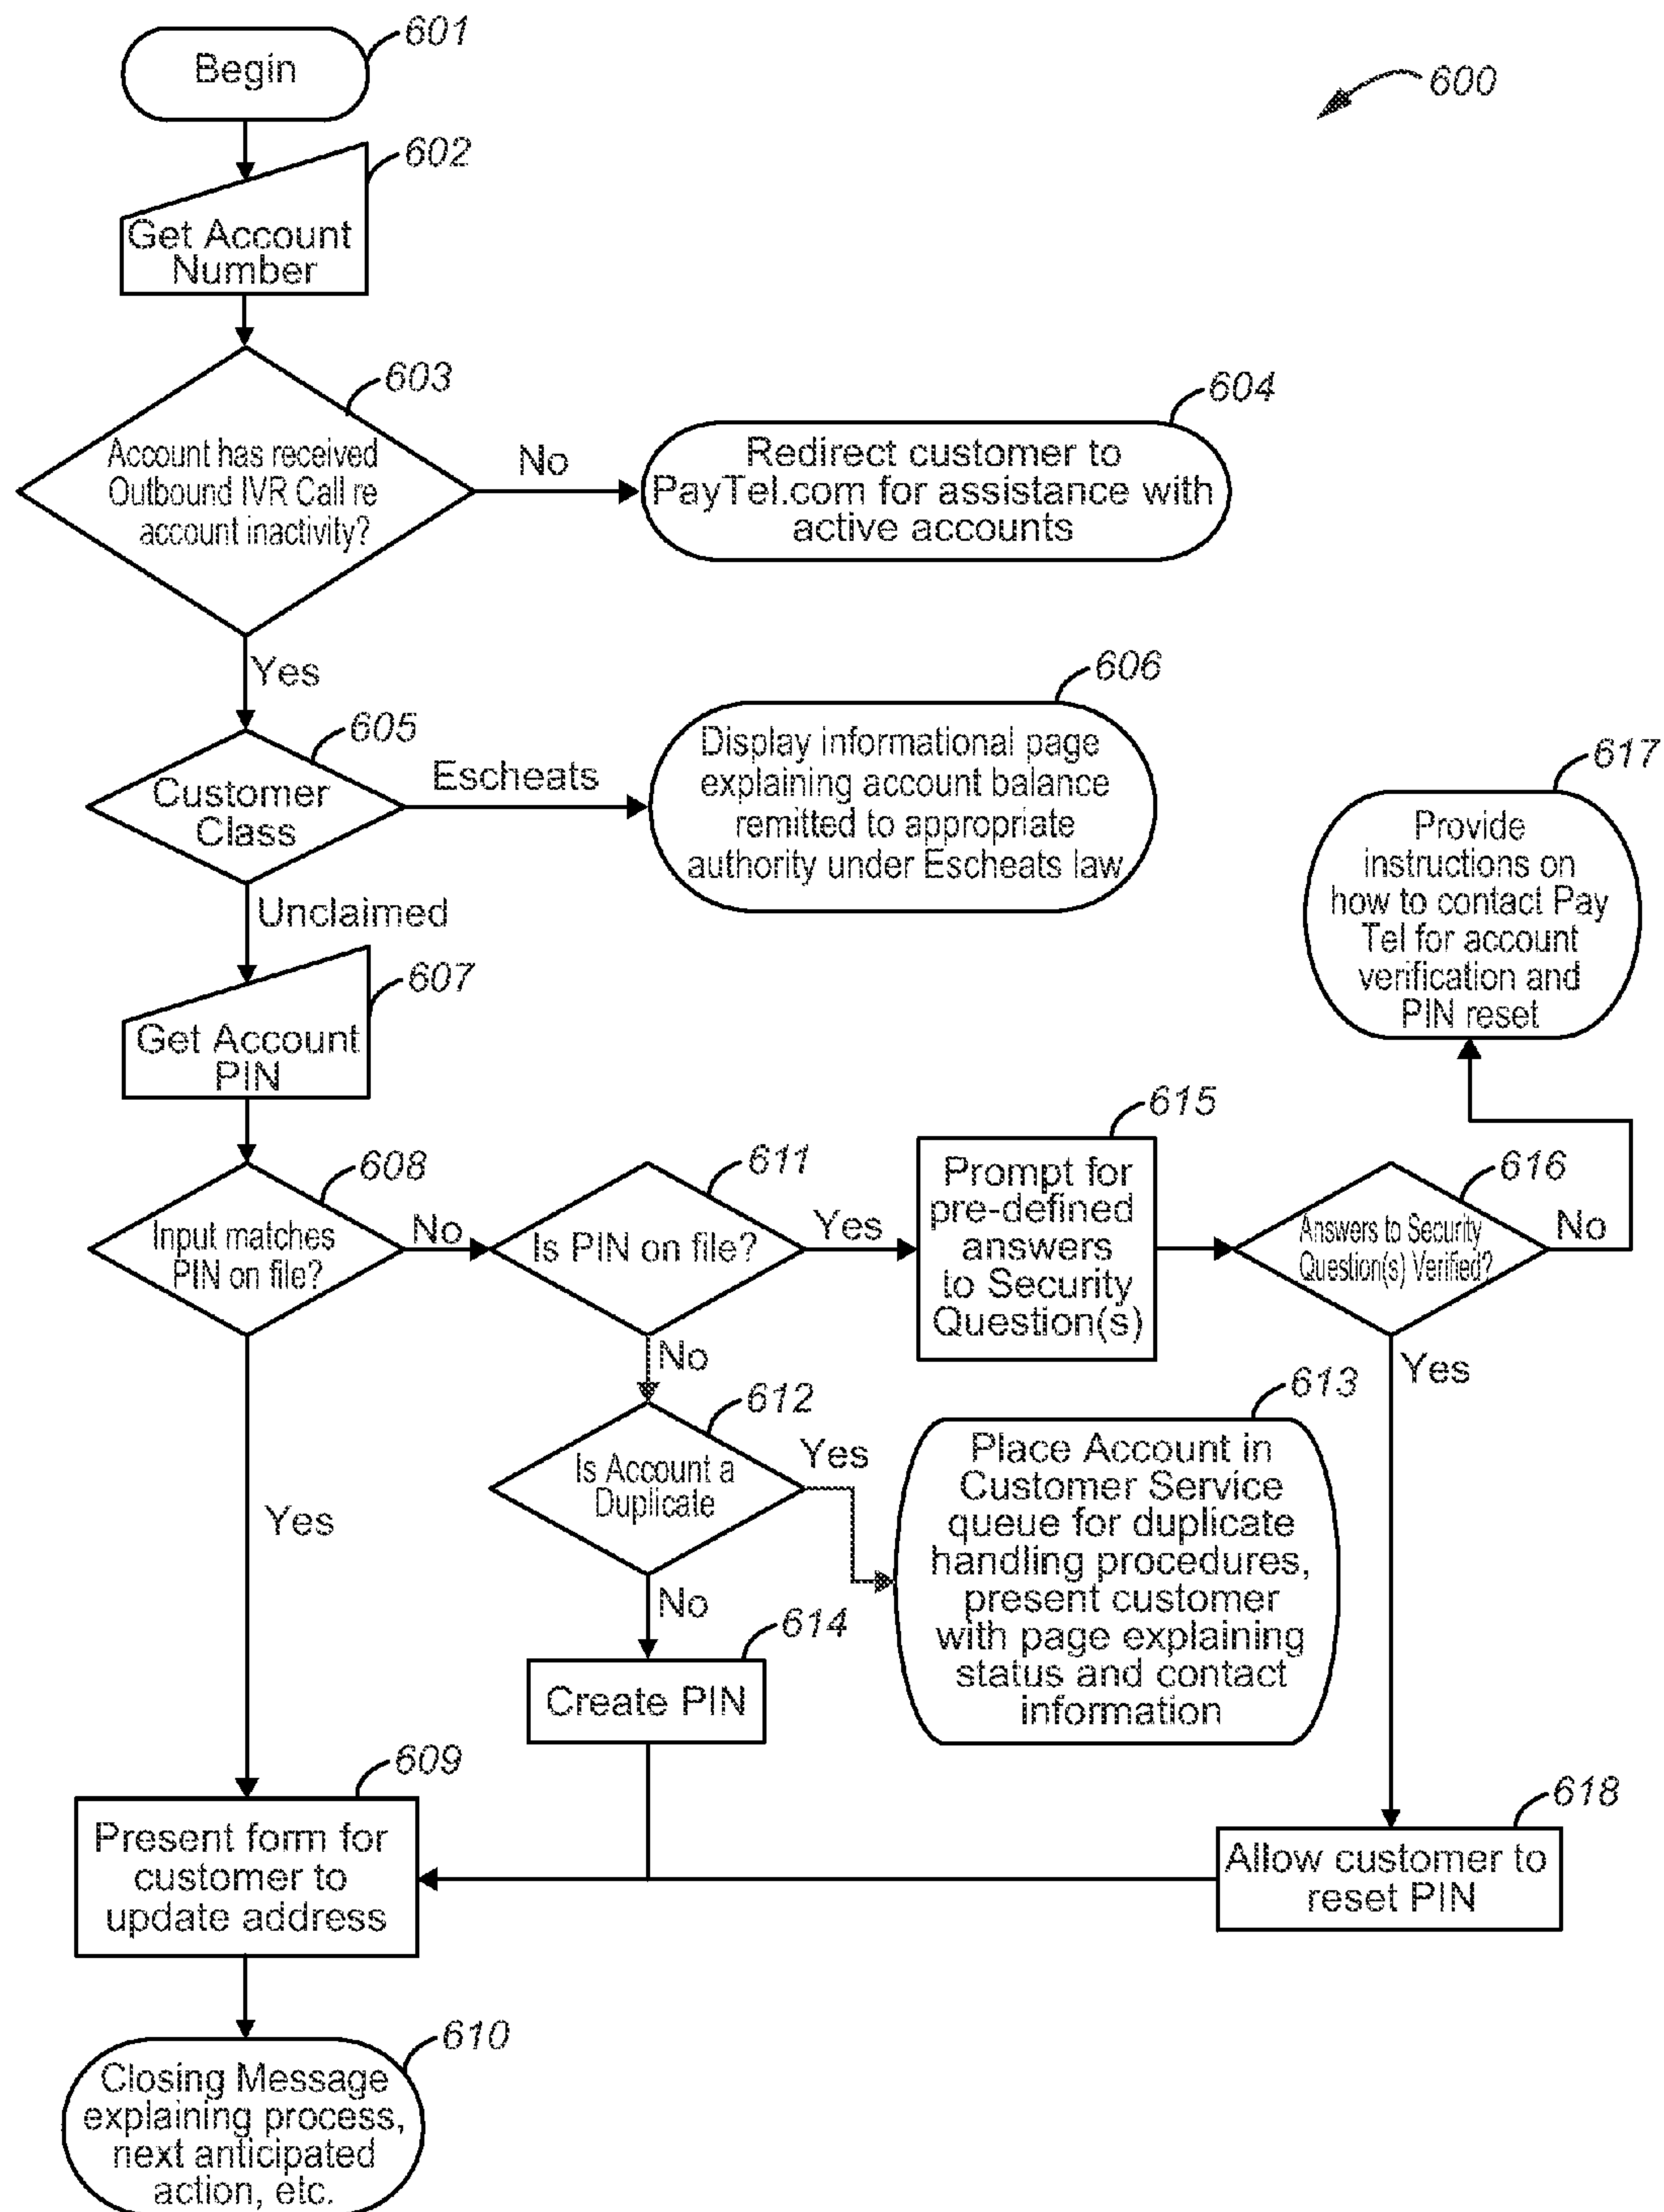 601
Begin
600
602
Get Account
Number
603
Account has received
Outbound IVR Call re
account inactivity?
No
604
Redirect customer to
PayTel.com for assistance with
active accounts
Yes
605
Customer
Class
Escheats
606
Display informational page
explaining account balance
remitted to appropriate
authority under Escheats law
617
Provide
instructions on
how to contact Pay
Tel for account
verification and
PIN reset
Unclaimed
607
Get Account
PIN
608
Input matches
PIN on file?
No
611
Is PIN on file?
Yes
615
Prompt for
pre-defined
answers
to Security
Question(s)
616
Answers to Security
Question(s) Verified?
No
Yes
No
612
Is Account a
Duplicate
Yes
613
Place Account in
Customer Service
queue for duplicate
handling procedures,
present customer
with page explaining
status and contact
information
Yes
No
614
Create PIN
609
Present form for
customer to
update address
618
Allow customer to
reset PIN
610
Closing Message
explaining process,
next anticipated
action, etc.